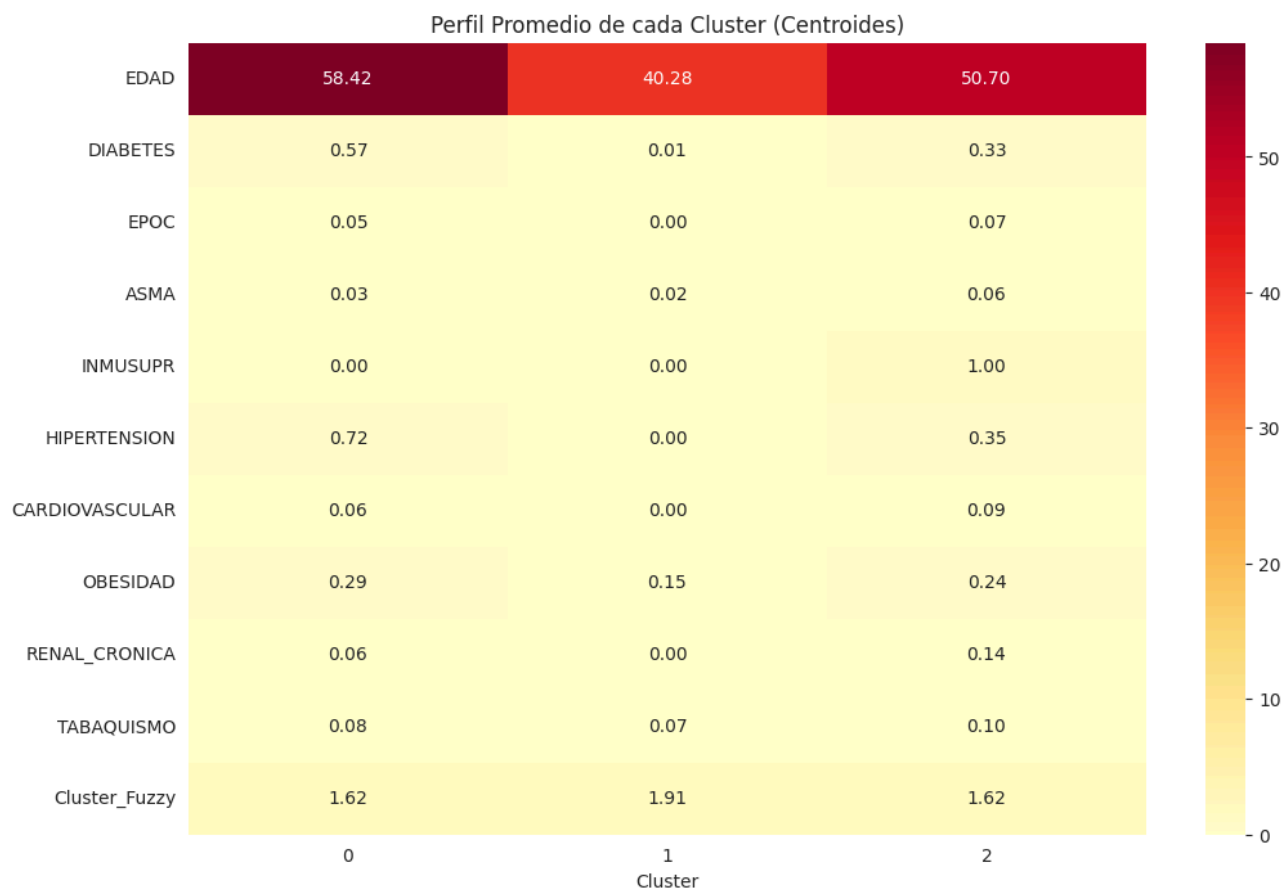 Perfil Promedio de cada Cluster (Centroides)
EDAD 58.42 40.28 50.70
DIABETES 0.57 0.01 0.33
EPOC 0.05 0.00 0.07
ASMA 0.03 0.02 0.06
INMUSUPR 0.00 0.00 1.00
HIPERTENSION 0.72 0.00 0.35
CARDIOVASCULAR 0.06 0.00 0.09
OBESIDAD 0.29 0.15 0.24
RENAL_CRONICA 0.06 0.00 0.14
TABAQUISMO 0.08 0.07 0.10
Cluster_Fuzzy 1.62 1.91 1.62
0 1 2
Cluster
50
40
30
20
10
0